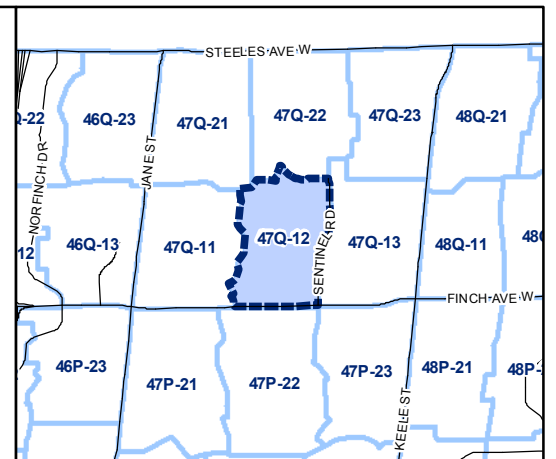 STEELES AVE W
Q-22
46Q-23
47Q-21
47Q-22
47Q-23
48Q-21
NORFINCH DR
JANE ST
12
46Q-13
47Q-11
47Q-12
SENTINEL RD
47Q-13
48Q-11
48Q
FINCH AVE W
46P-23
47P-21
47P-22
47P-23
48P-21
48P-
KEELE ST